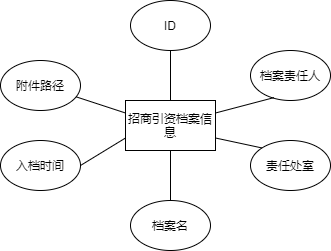 ID
附件路径
档案责任人
招商引资档案信
息
入档时间
责任处室
档案名